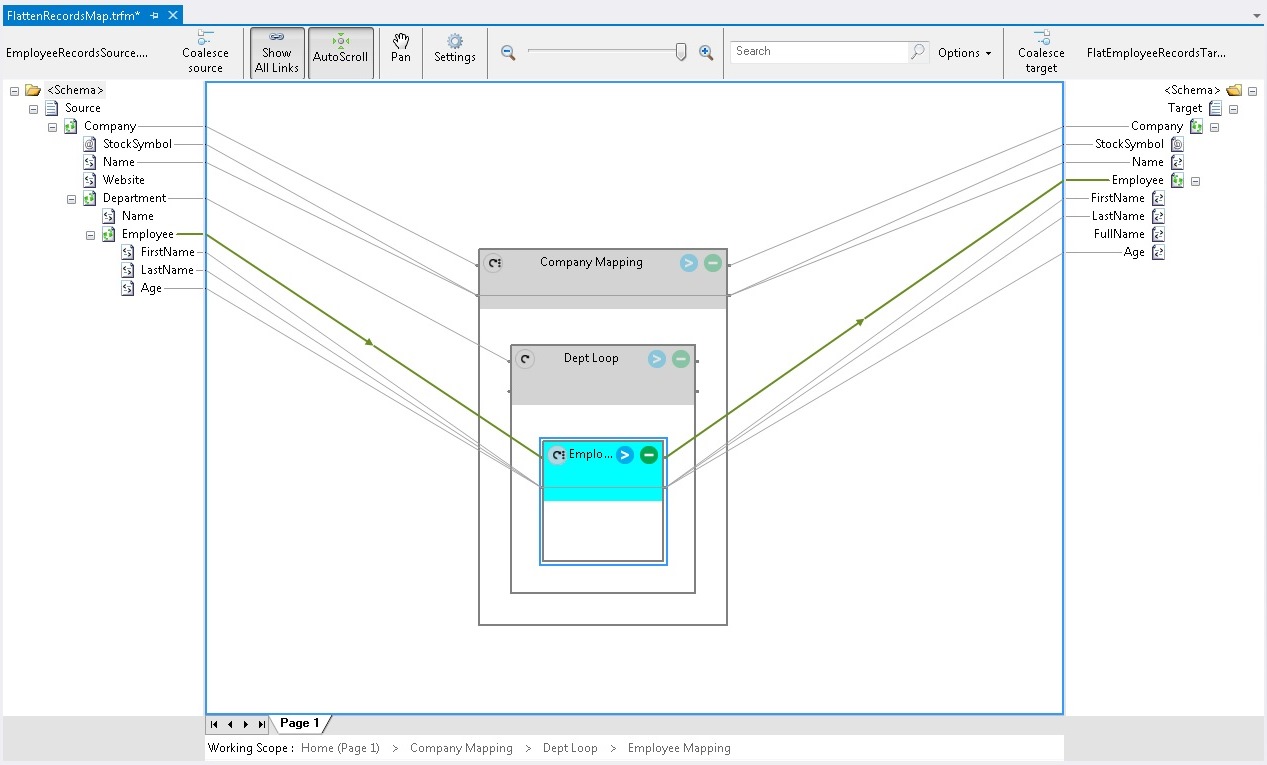 FlattenRecordsMap.trfm*
EmployeeRecordsSource....
Coalesce
source
Show
All Links
AutoScroll
Pan
Settings
Search
Options
Coalesce
target
FlatEmployeeRecordsTar...
<Schema>
Source
Company
StockSymbol
Name
Website
Department
Name
Employee
FirstName
LastName
Age
Company Mapping
Dept Loop
Emplo...
<Schema>
Target
Company
StockSymbol
Name
Employee
FirstName
LastName
FullName
Age
Page 1
Working Scope : Home (Page 1) > Company Mapping > Dept Loop > Employee Mapping